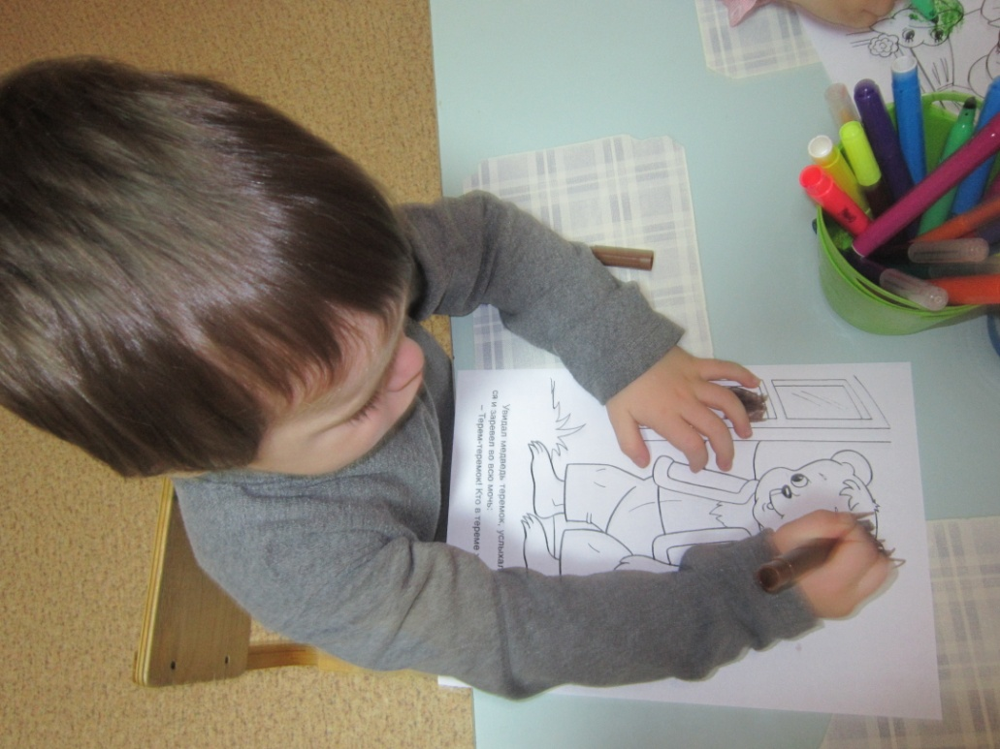 Увидал медведь теремок, услыхал
ся и заревел во всю мочь:
– Терем-теремок! Кто в тереме